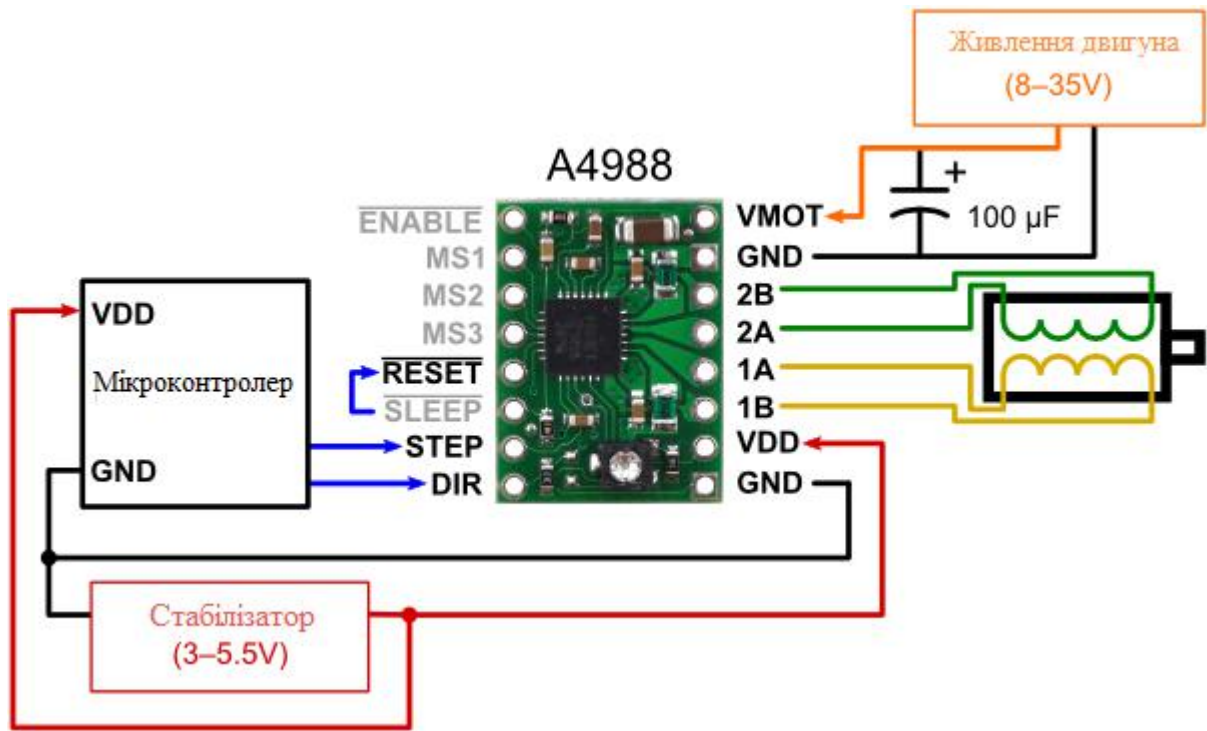 Живлення двигуна
(8–35V)
A4988
ENABLE
MS1
MS2
MS3
RESET
SLEEP
STEP
DIR
VMOT
GND
2B
2A
1A
1B
VDD
GND
+
100 µF
VDD
Мікроконтролер
GND
Стабілізатор
(3–5.5V)